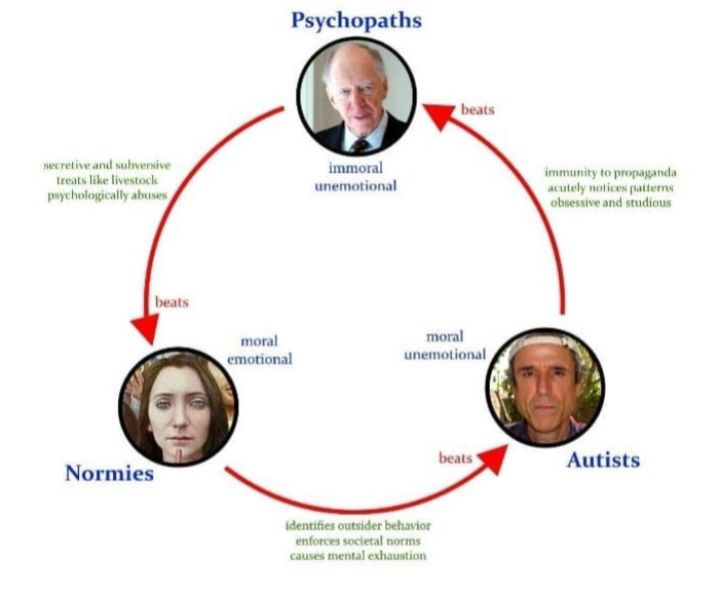 Psychopaths
beats
immoral
unemotional
secretive and subversive
treats like livestock
psychologically abuses
immunity to propaganda
acutely notices patterns
obsessive and studious
beats
moral
emotional
moral
unemotional
Normies
beats
Autists
identifies outsider behavior
enforces societal norms
causes mental exhaustion